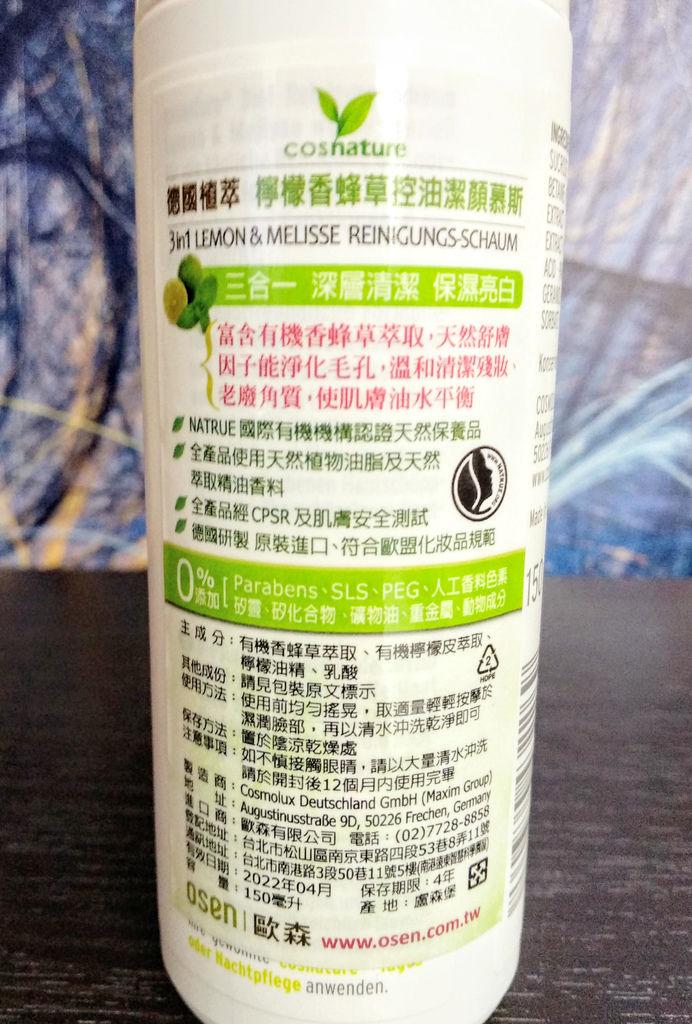 cosnature
德國植萃 檸檬香蜂草控油潔顏慕斯
3in1 LEMON & MELISSE REINIGUNGS-SCHAUM
三合一 深層清潔 保濕亮白
富含有機香蜂草萃取,天然舒膚
因子能淨化毛孔,溫和清潔殘妝、
老廢角質,使肌膚油水平衡
NATRUE 國際有機機構認證天然保養品
全產品使用天然植物油脂及天然
萃取精油香料
全產品經 CPSR 及肌膚安全測試
德國研製 原裝進口、符合歐盟化妝品規範
0% 添加 [ Parabens、SLS、PEG、人工香料色素
矽靈、矽化合物、礦物油、重金屬、動物成分
主成分:有機香蜂草萃取、有機檸檬皮萃取、
檸檬油精、乳酸
其他成份:請見包裝原文標示
使用方法:使用前均勻搖晃,取適量輕輕按摩於
濕潤臉部,再以清水沖洗乾淨即可
保存方法:置於陰涼乾燥處
注意事項:如不慎接觸眼睛,請以大量清水沖洗
請於開封後12個月內使用完畢
2
HDPE
製造商:Cosmolux Deutschland GmbH (Maxim Group)
地址:Augustinusstraße 9D, 50226 Frechen, Germany
進口商:歐森有限公司 電話:(02)7728-8858
登記地址:台北市松山區南京東路四段53巷8弄11號
通訊地址:台北市南港路3段50巷11號5樓
有效日期:2022年04月 保存期限:4年
容量:150毫升 產地:盧森堡
osen | 歐森 www.osen.com.tw
oder Nachtpflege anwenden.
150